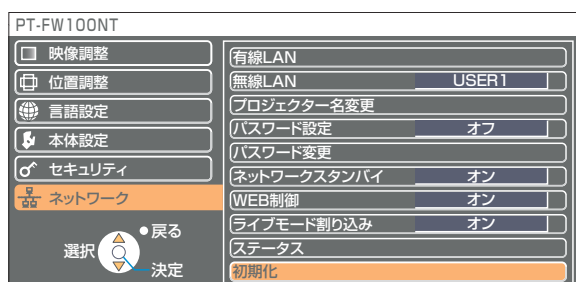 PT-FW100NT
映像調整
位置調整
言語設定
本体設定
セキュリティ
ネットワーク
戻る
選択
決定
有線LAN
無線LAN USER1
プロジェクター名変更
パスワード設定 オフ
パスワード変更
ネットワークスタンバイ オン
WEB制御 オン
ライブモード割り込み オン
ステータス
初期化